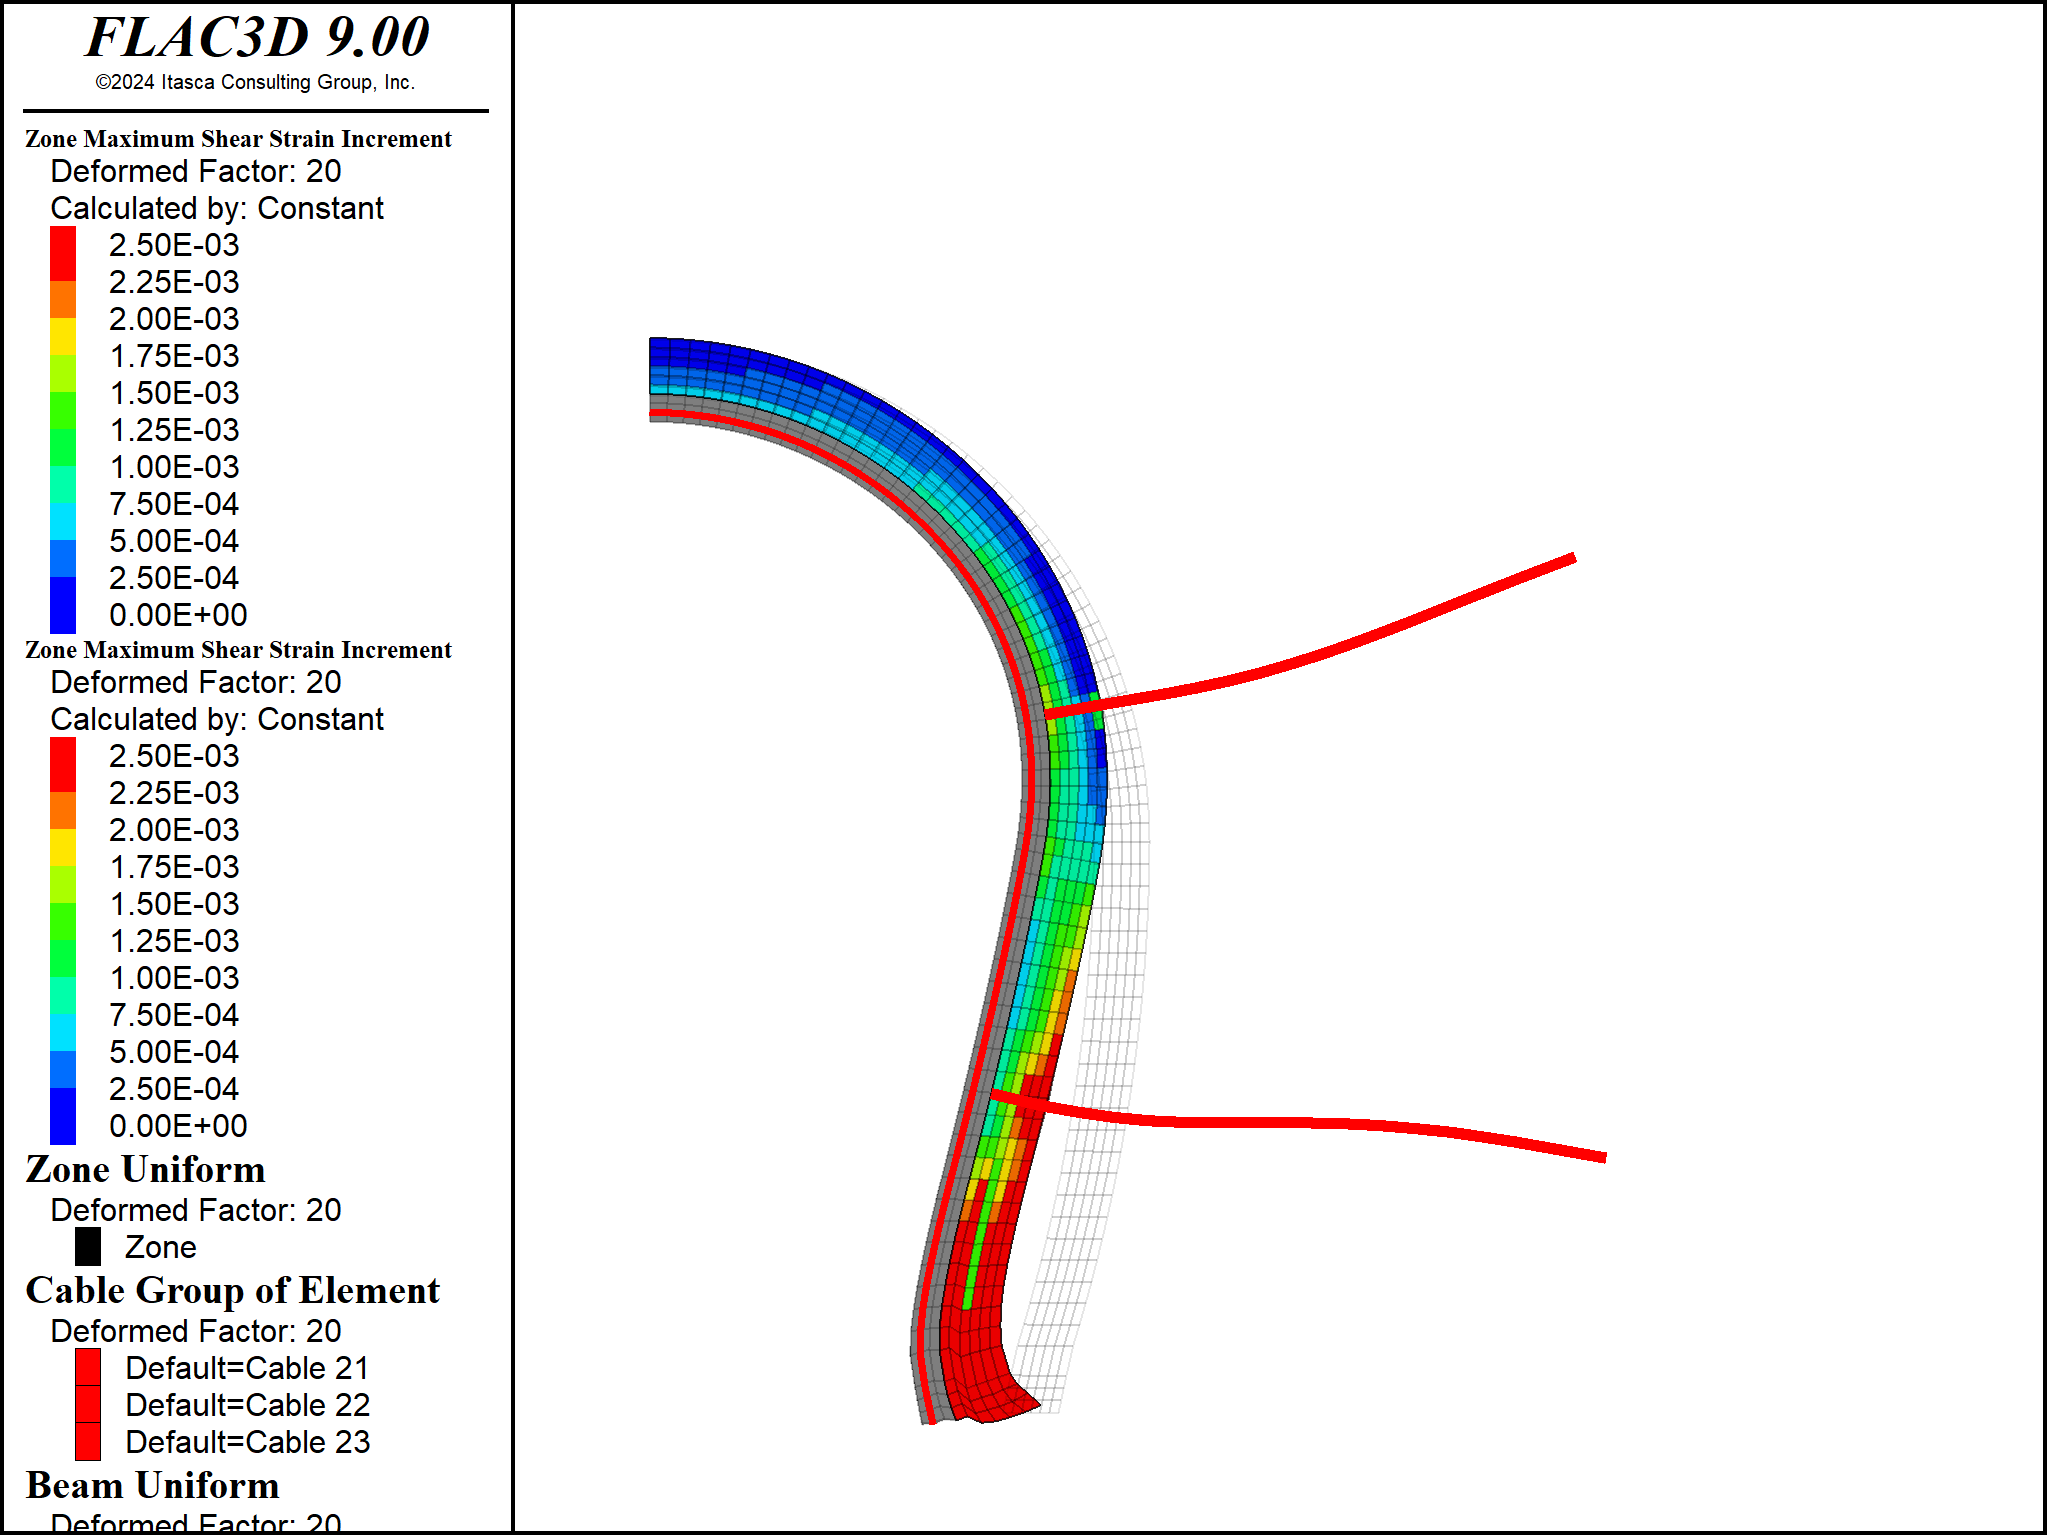 FLAC3D 9.00
©2024 Itasca Consulting Group, Inc.
Zone Maximum Shear Strain Increment
Deformed Factor: 20
Calculated by: Constant
2.50E-03
2.25E-03
2.00E-03
1.75E-03
1.50E-03
1.25E-03
1.00E-03
7.50E-04
5.00E-04
2.50E-04
0.00E+00
Zone Maximum Shear Strain Increment
Deformed Factor: 20
Calculated by: Constant
2.50E-03
2.25E-03
2.00E-03
1.75E-03
1.50E-03
1.25E-03
1.00E-03
7.50E-04
5.00E-04
2.50E-04
0.00E+00
Zone Uniform
Deformed Factor: 20
Zone
Cable Group of Element
Deformed Factor: 20
Default=Cable 21
Default=Cable 22
Default=Cable 23
Beam Uniform
Deformed Factor: 20